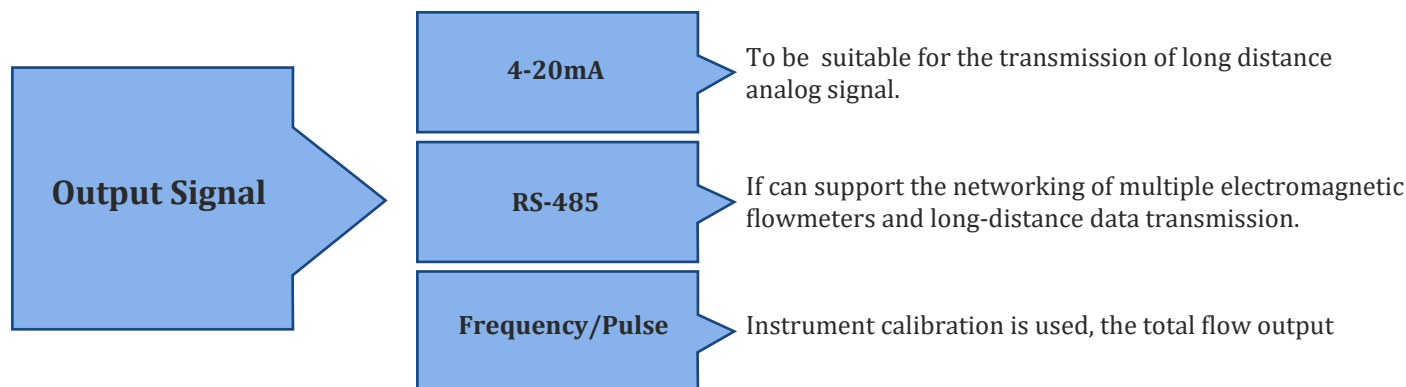 Output Signal
4-20mA
To be suitable for the transmission of long distance
analog signal.
RS-485
If can support the networking of multiple electromagnetic
flowmeters and long-distance data transmission.
Frequency/Pulse
Instrument calibration is used, the total flow output